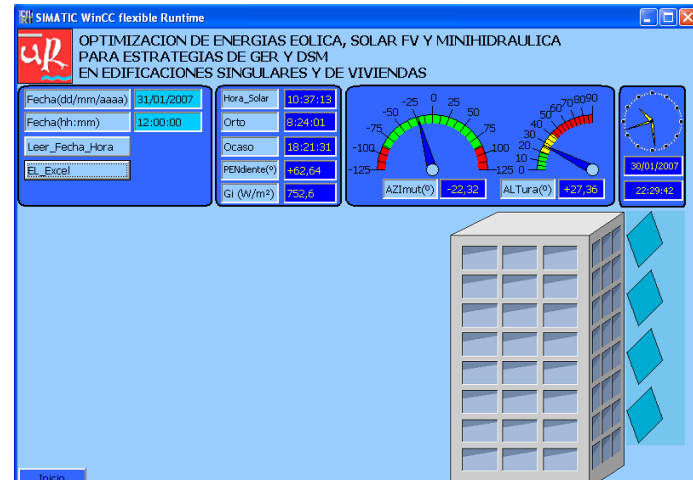 SIMATIC WinCC flexible Runtime
UR
OPTIMIZACION DE ENERGIAS EOLICA, SOLAR FV Y MINIHIDRAULICA
PARA ESTRATEGIAS DE GER Y DSM
EN EDIFICACIONES SINGULARES Y DE VIVIENDAS
Fecha(dd/mm/aaaa) 31/01/2007
Fecha(hh:mm) 12:00:00
Leer_Fecha_Hora
EL_Excel
Hora_Solar 10:37:13
Orto 8:24:01
Ocaso 18:21:31
PENdiente(º) +62,64
Gi (W/m²) 752,6
-125 -100 -75 -50 -25 0 25 50 75 100 125
AZImut(º) -22,32
0 10 20 30 40 50 60 70 80 90
ALTura(º) +27,36
30/01/2007
22:29:42
Inicio